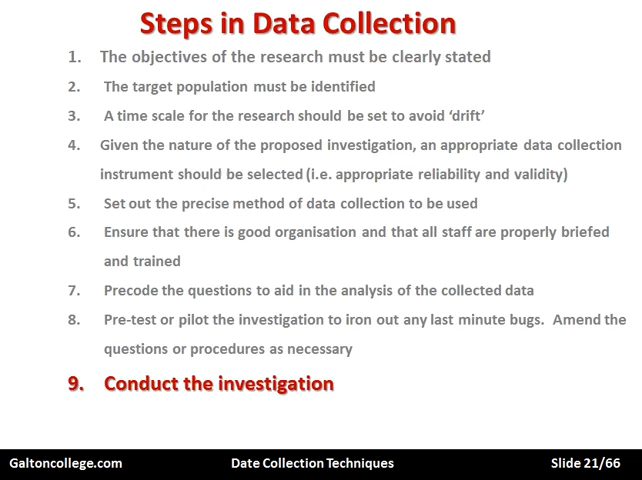 Steps in Data Collection
1. The objectives of the research must be clearly stated
2. The target population must be identified
3. A time scale for the research should be set to avoid ‘drift’
4. Given the nature of the proposed investigation, an appropriate data collection
instrument should be selected (i.e. appropriate reliability and validity)
5. Set out the precise method of data collection to be used
6. Ensure that there is good organisation and that all staff are properly briefed
and trained
7. Precode the questions to aid in the analysis of the collected data
8. Pre-test or pilot the investigation to iron out any last minute bugs. Amend the
questions or procedures as necessary
9. Conduct the investigation
Galtoncollege.com Date Collection Techniques Slide 21/66